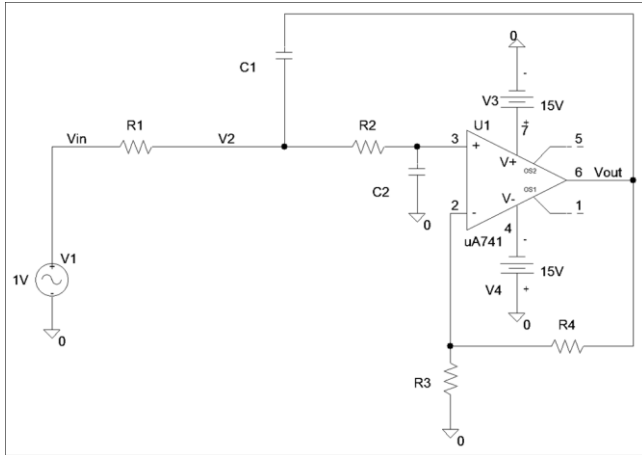 0
C1
V3
15V
U1
7
5
R1
R2
Vin
V2
3
+
V+
OS2
6
Vout
C2
OS1
1
2
-
V-
4
0
uA741
V1
1V
+
-
15V
V4
+
-
0
0
R4
R3
0
-
+